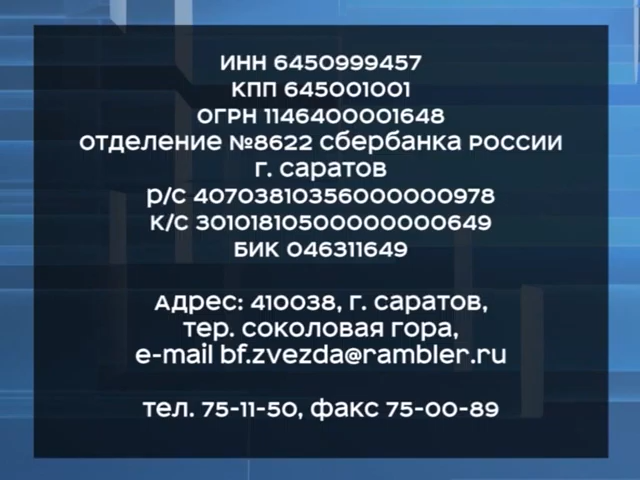 ИНН 6450999457
КПП 645001001
ОГРН 1146400001648
отделение №8622 сбербанка россии
г. саратов
р/с 40703810356000000978
к/с 30101810500000000649
БИК 046311649
Адрес: 410038, г. саратов,
тер. соколовая гора,
e-mail bf.zvezda@rambler.ru
тел. 75-11-50, факс 75-00-89